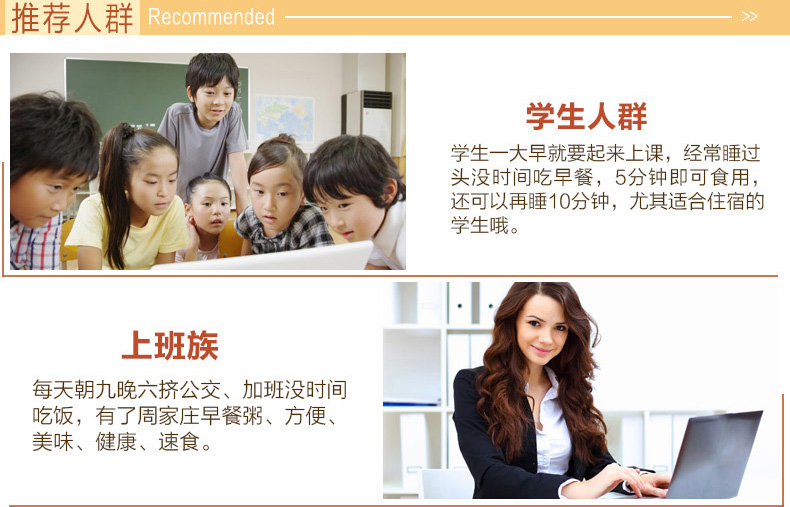 推荐人群 Recommended >>
学生人群
学生一大早就要起来上课，经常睡过
头没时间吃早餐，5分钟即可食用，
还可以再睡10分钟，尤其适合住宿的
学生哦。
上班族
每天朝九晚六挤公交、加班没时间
吃饭，有了周家庄早餐粥、方便、
美味、健康、速食。